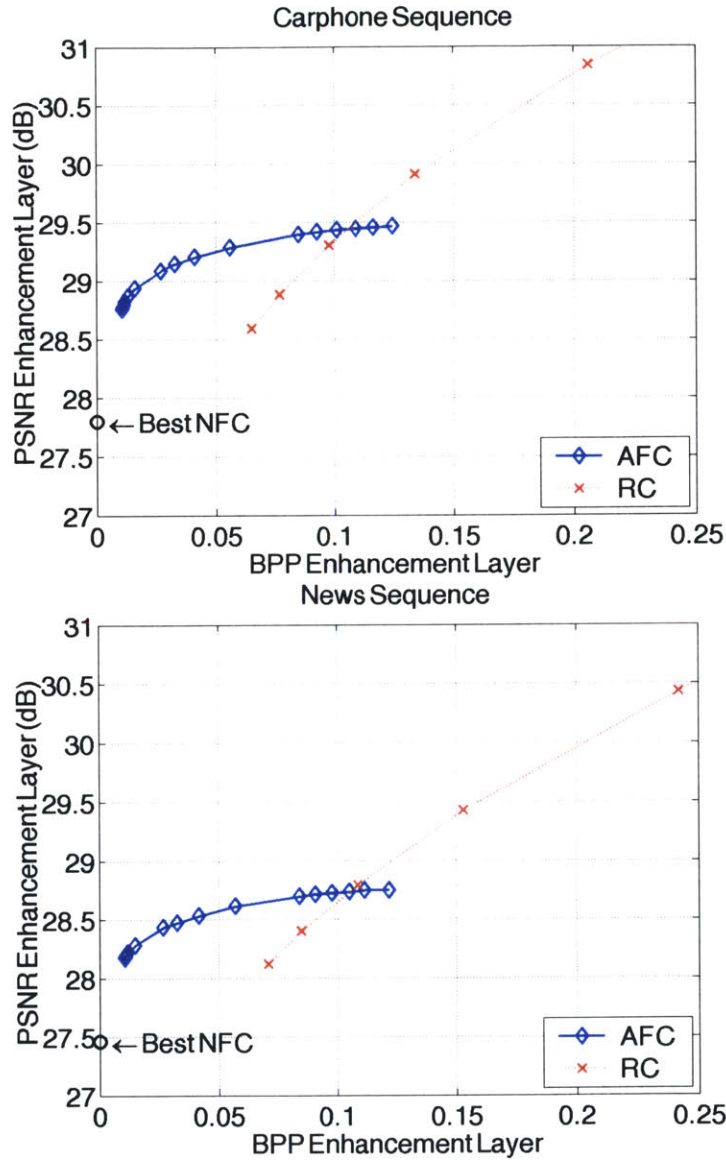 Carphone Sequence
PSNR Enhancement Layer (dB)
31
30.5
30
29.5
29
28.5
28
27.5
27
←Best NFC
AFC
RC
0
0.05
0.1
0.15
0.2
0.25
BPP Enhancement Layer
News Sequence
PSNR Enhancement Layer (dB)
31
30.5
30
29.5
29
28.5
28
27.5
27
←Best NFC
AFC
RC
0
0.05
0.1
0.15
0.2
0.25
BPP Enhancement Layer